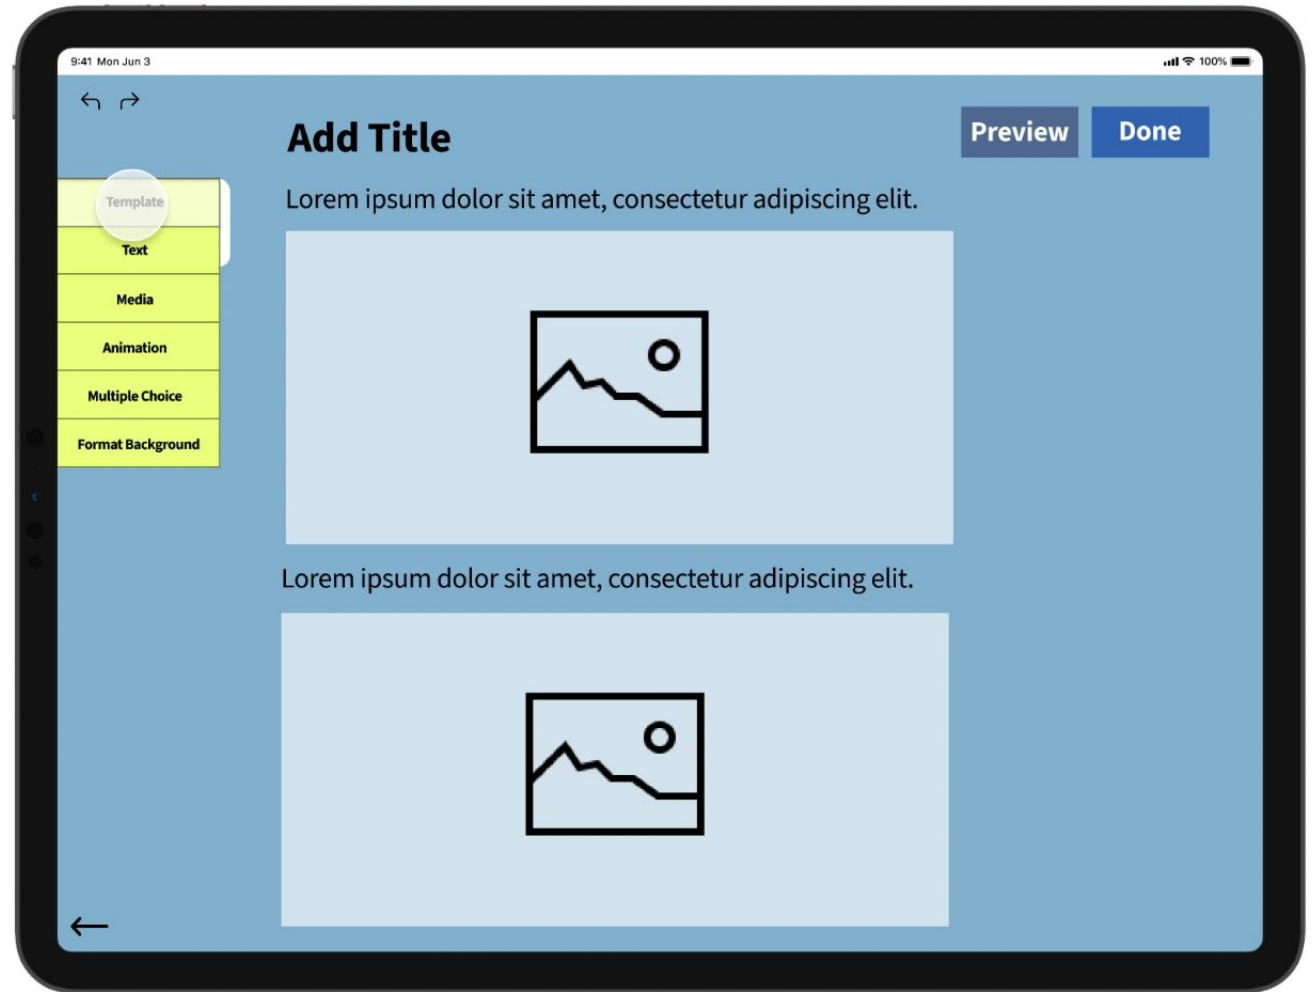 9:41 Mon Jun 3
100%
Add Title
Preview
Done
Template
Lorem ipsum dolor sit amet, consectetur adipiscing elit.
Text
Media
Animation
Multiple Choice
Format Background
Lorem ipsum dolor sit amet, consectetur adipiscing elit.